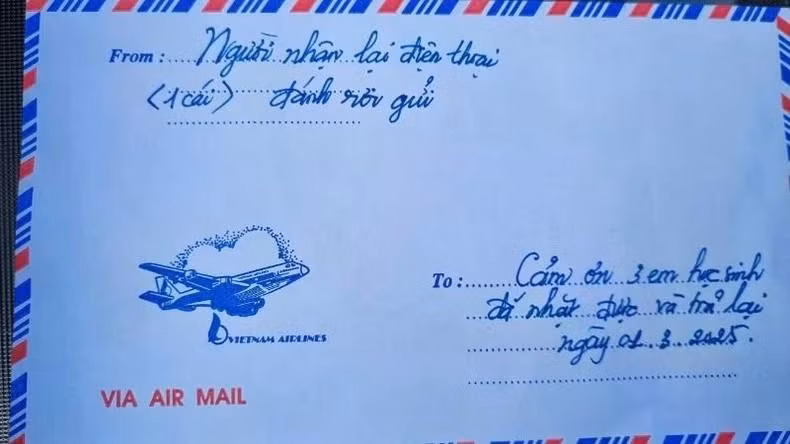 From : Người nhận lại điện thoại
(1 cái) đánh rơi gửi
To : Cảm ơn 3 em học sinh
đã nhặt được và trả lại
ngày 01.3.2025.
VIETNAM AIRLINES
VIA AIR MAIL